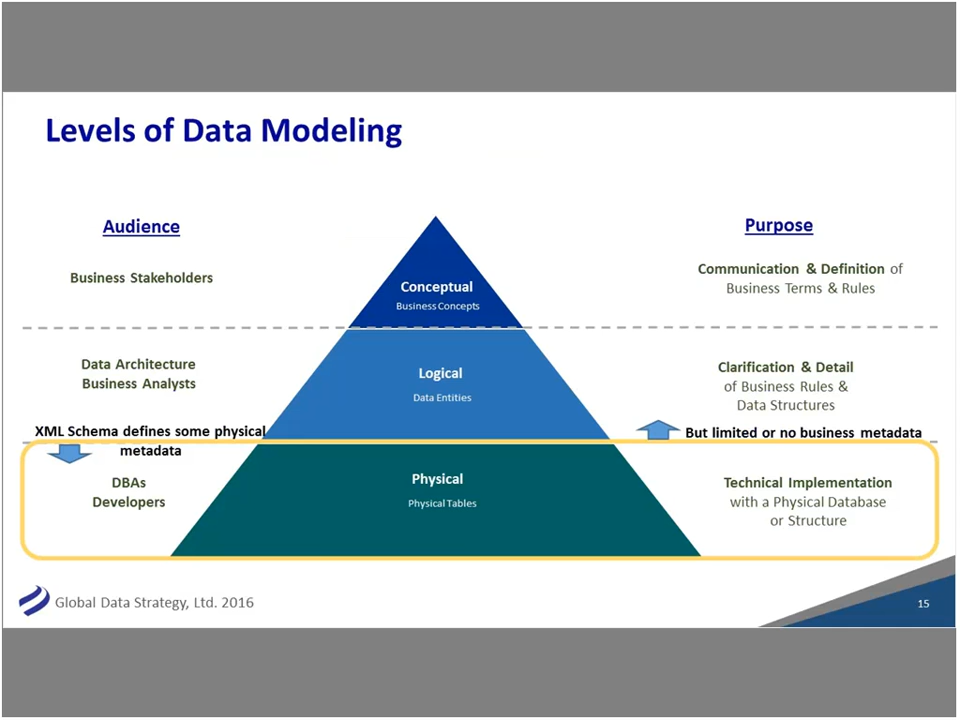 Levels of Data Modeling
Audience
Purpose
Business Stakeholders
Conceptual
Business Concepts
Communication & Definition of
Business Terms & Rules
Data Architecture
Business Analysts
Logical
Data Entities
Clarification & Detail
of Business Rules &
Data Structures
XML Schema defines some physical
metadata
But limited or no business metadata
DBAs
Developers
Physical
Physical Tables
Technical Implementation
with a Physical Database
or Structure
Global Data Strategy, Ltd. 2016
15